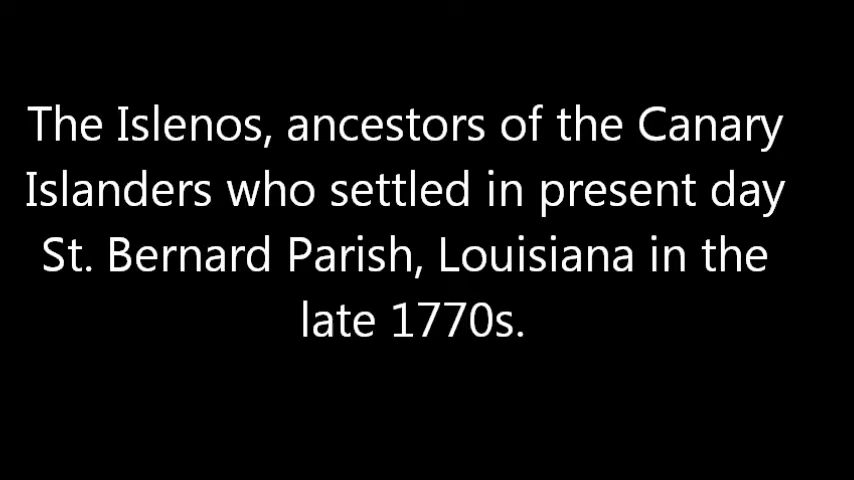 The Islenos, ancestors of the Canary
Islanders who settled in present day
St. Bernard Parish, Louisiana in the
late 1770s.